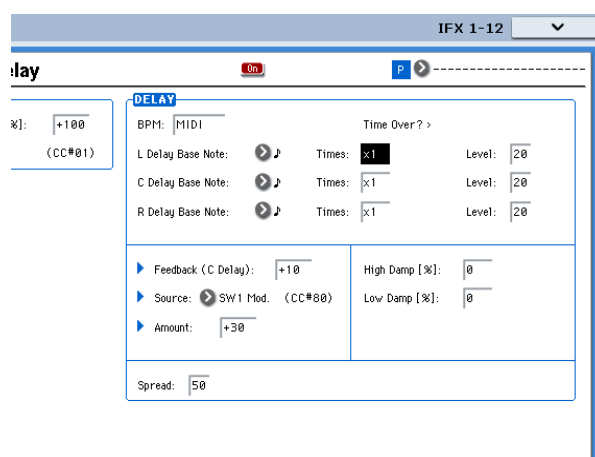 IFX 1-12
elay On P
DELAY
%]: +100 BPM: MIDI Time Over? >
(CC#01) L Delay Base Note: ♪ Times: x1 Level: 20
C Delay Base Note: ♪ Times: x1 Level: 20
R Delay Base Note: ♪ Times: x1 Level: 20
Feedback (C Delay): +10 High Damp [%]: 0
Source: SW1 Mod. (CC#80) Low Damp [%]: 0
Amount: +30
Spread: 50